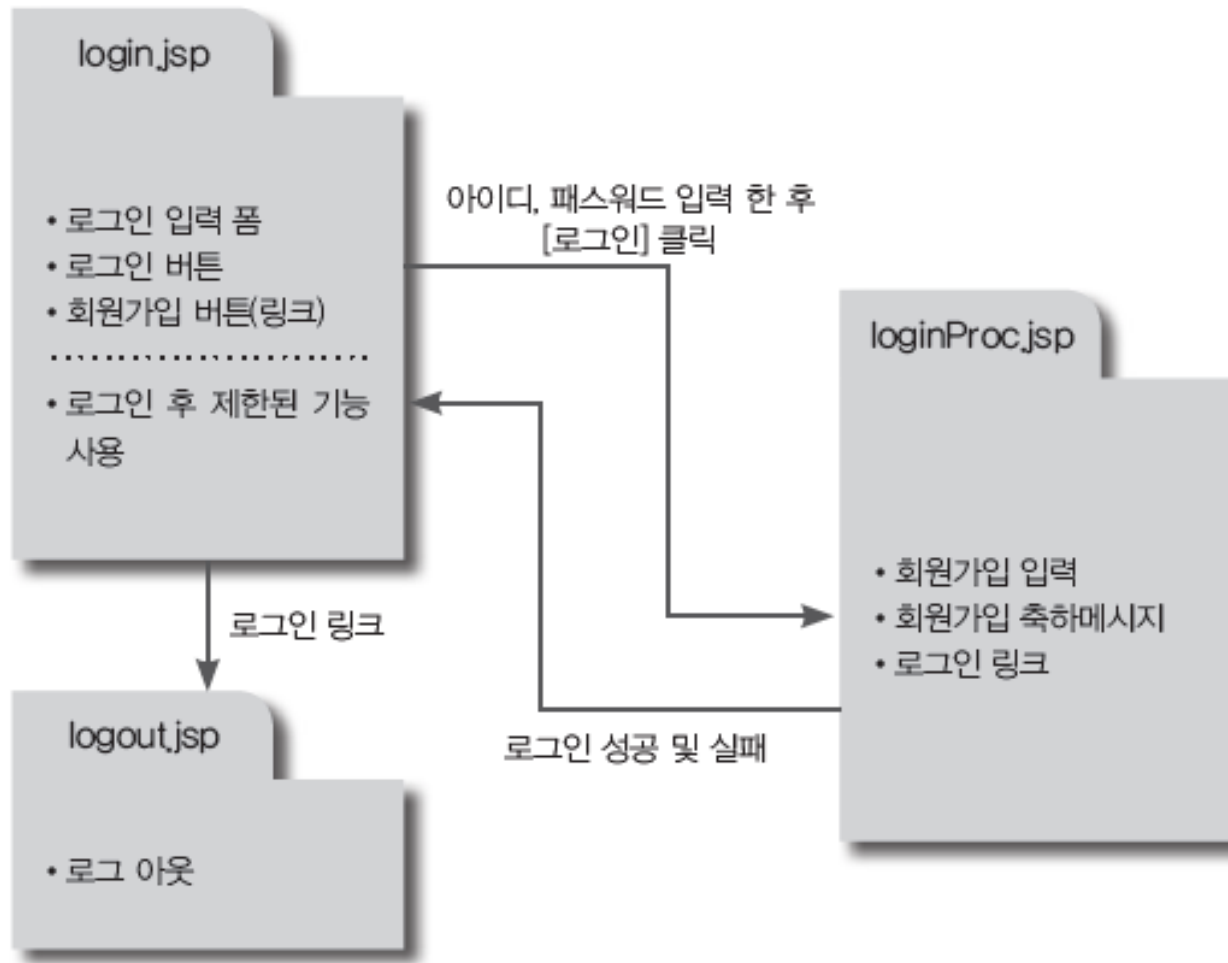 login.jsp
• 로그인 입력 폼
• 로그인 버튼
• 회원가입 버튼(링크)
• 로그인 후 제한된 기능
사용
아이디, 패스워드 입력 한 후
[로그인] 클릭
loginProc.jsp
• 회원가입 입력
• 회원가입 축하메시지
• 로그인 링크
로그인 성공 및 실패
로그인 링크
logout.jsp
• 로그 아웃